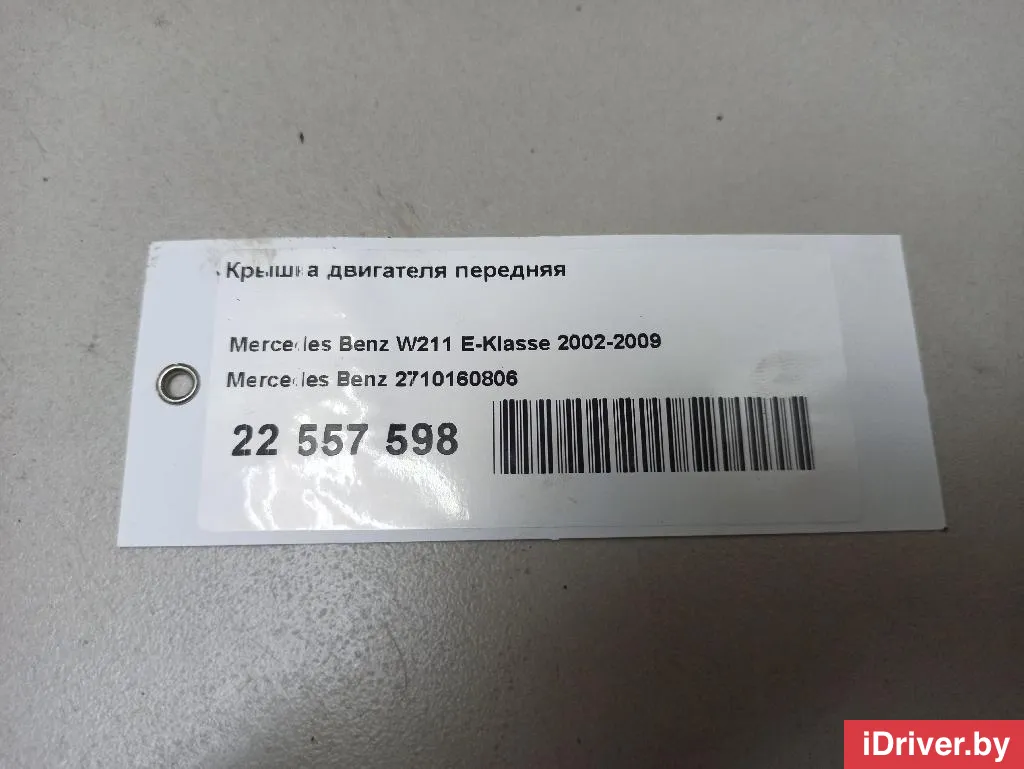 Крышка двигателя передняя
Mercedes Benz W211 E-Klasse 2002-2009
Mercedes Benz 2710160806
22 557 598
iDriver.by